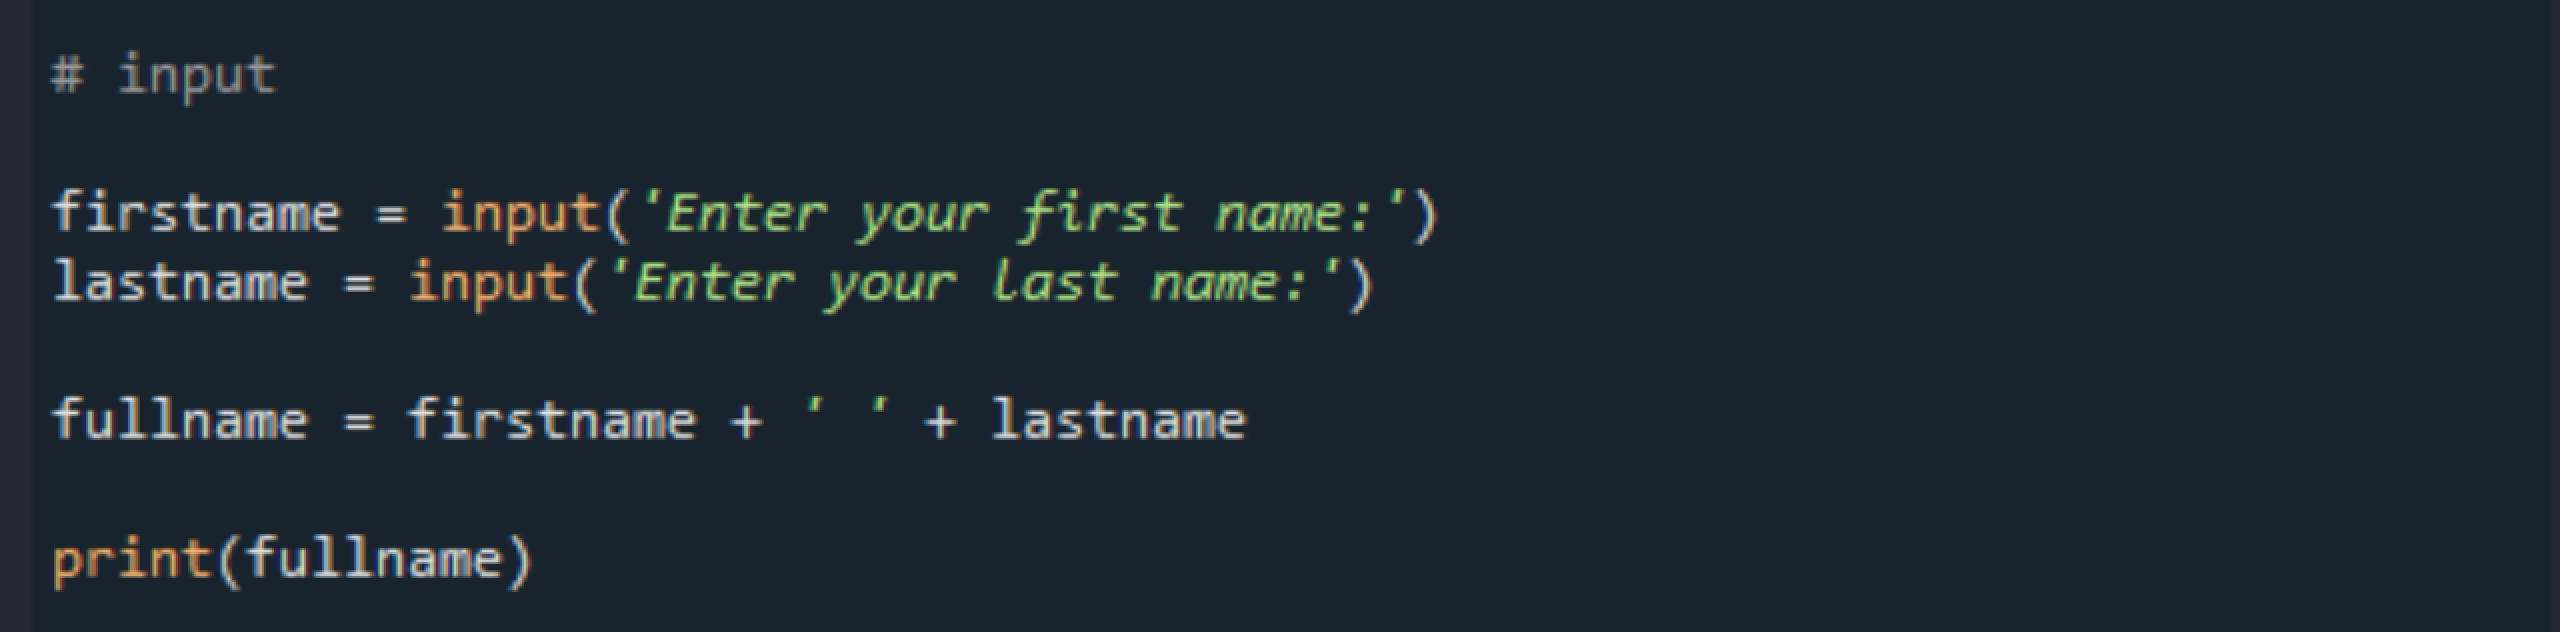 # input
firstname = input('Enter your first name:')
lastname = input('Enter your last name:')
fullname = firstname + ' ' + lastname
print(fullname)